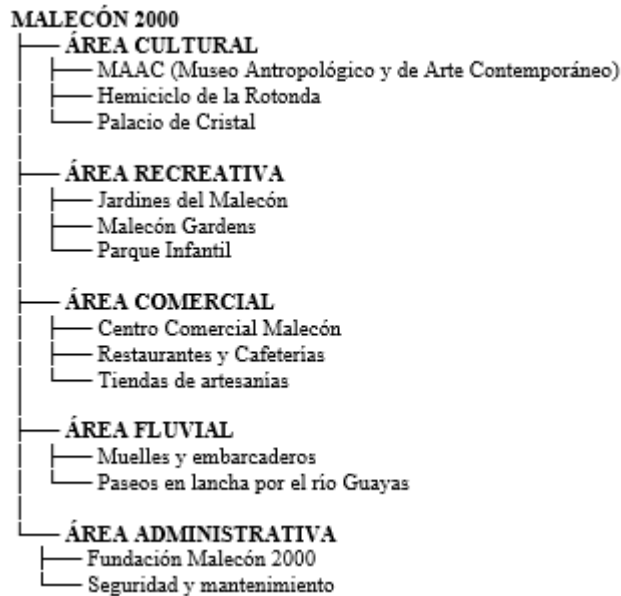 MALECÓN 2000
ÁREA CULTURAL
MAAC (Museo Antropológico y de Arte Contemporáneo)
Hemiciclo de la Rotonda
Palacio de Cristal
ÁREA RECREATIVA
Jardines del Malecón
Malecón Gardens
Parque Infantil
ÁREA COMERCIAL
Centro Comercial Malecón
Restaurantes y Cafeterías
Tiendas de artesanías
ÁREA FLUVIAL
Muelles y embarcaderos
Paseos en lancha por el río Guayas
ÁREA ADMINISTRATIVA
Fundación Malecón 2000
Seguridad y mantenimiento